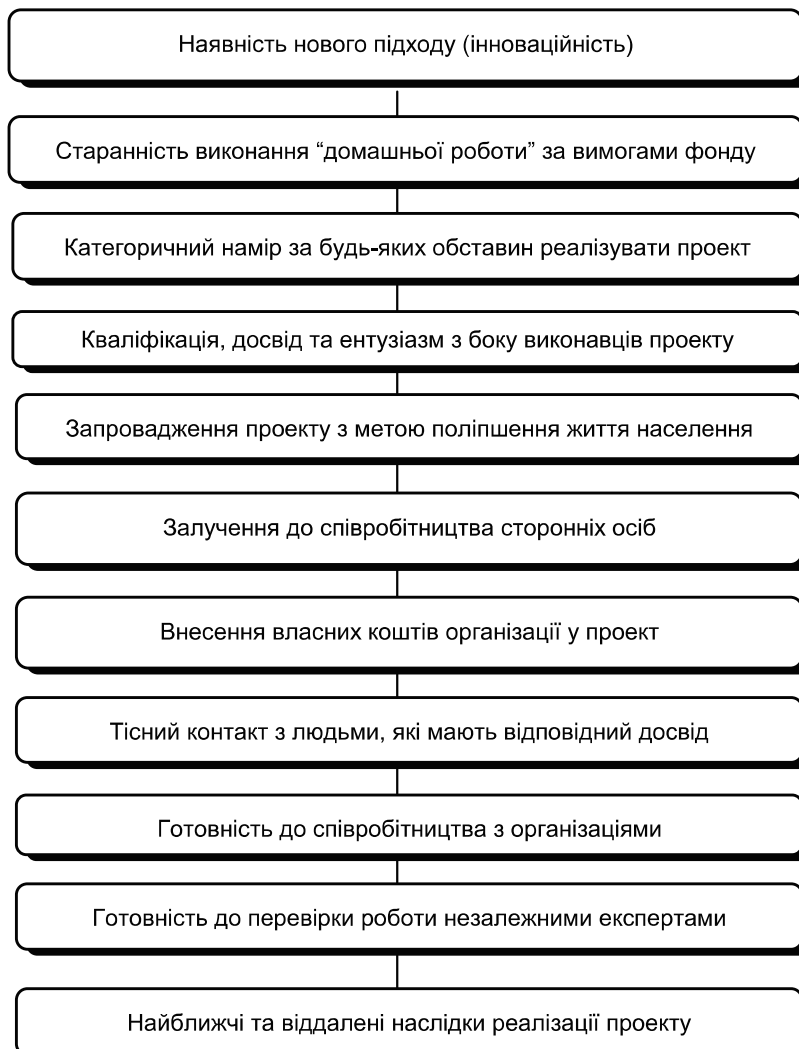 Наявність нового підходу (інноваційність)
Старанність виконання “домашньої роботи” за вимогами фонду
Категоричний намір за будь-яких обставин реалізувати проект
Кваліфікація, досвід та ентузіазм з боку виконавців проекту
Запровадження проекту з метою поліпшення життя населення
Залучення до співробітництва сторонніх осіб
Внесення власних коштів організації у проект
Тісний контакт з людьми, які мають відповідний досвід
Готовність до співробітництва з організаціями
Готовність до перевірки роботи незалежними експертами
Найближчі та віддалені наслідки реалізації проекту